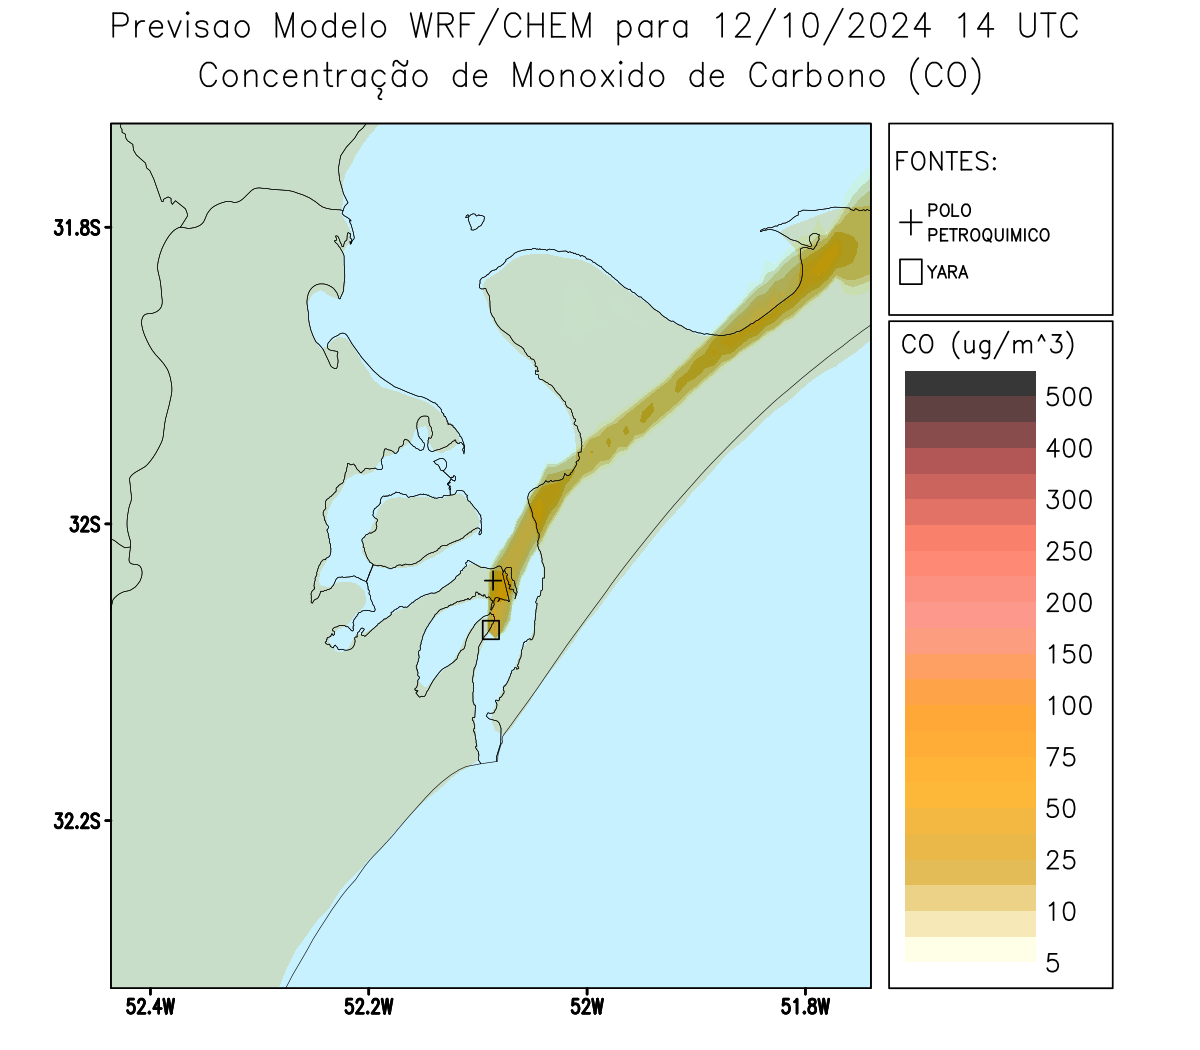 Previsao Modelo WRF/CHEM para 12/10/2024 14 UTC
Concentração de Monoxido de Carbono (CO)
FONTES:
POLO
PETROQUIMICO
YARA
CO (ug/m^3)
500
400
300
250
200
150
100
75
50
25
10
5
31.8S
32S
32.2S
52.4W
52.2W
52W
51.8W